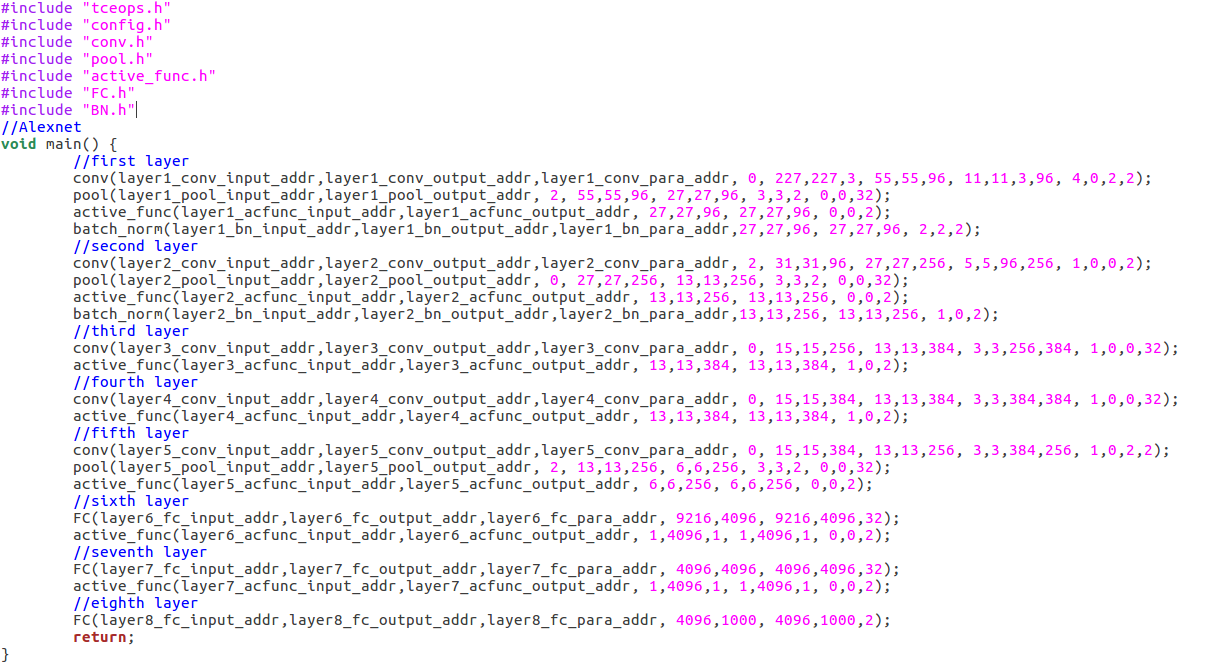 #include "tceops.h"
#include "config.h"
#include "conv.h"
#include "pool.h"
#include "active_func.h"
#include "FC.h"
#include "BN.h"
//Alexnet
void main() {
        //first layer
        conv(layer1_conv_input_addr,layer1_conv_output_addr,layer1_conv_para_addr, 0, 227,227,3, 55,55,96, 11,11,3,96, 4,0,2,2);
        pool(layer1_pool_input_addr,layer1_pool_output_addr, 2, 55,55,96, 27,27,96, 3,3,2, 0,0,32);
        active_func(layer1_acfunc_input_addr,layer1_acfunc_output_addr, 27,27,96, 27,27,96, 0,0,2);
        batch_norm(layer1_bn_input_addr,layer1_bn_output_addr,layer1_bn_para_addr,27,27,96, 27,27,96, 2,2,2);
        //second layer
        conv(layer2_conv_input_addr,layer2_conv_output_addr,layer2_conv_para_addr, 2, 31,31,96, 27,27,256, 5,5,96,256, 1,0,0,2);
        pool(layer2_pool_input_addr,layer2_pool_output_addr, 0, 27,27,256, 13,13,256, 3,3,2, 0,0,32);
        active_func(layer2_acfunc_input_addr,layer2_acfunc_output_addr, 13,13,256, 13,13,256, 0,0,2);
        batch_norm(layer2_bn_input_addr,layer2_bn_output_addr,layer2_bn_para_addr,13,13,256, 13,13,256, 1,0,2);
        //third layer
        conv(layer3_conv_input_addr,layer3_conv_output_addr,layer3_conv_para_addr, 0, 15,15,256, 13,13,384, 3,3,256,384, 1,0,0,32);
        active_func(layer3_acfunc_input_addr,layer3_acfunc_output_addr, 13,13,384, 13,13,384, 1,0,2);
        //fourth layer
        conv(layer4_conv_input_addr,layer4_conv_output_addr,layer4_conv_para_addr, 0, 15,15,384, 13,13,384, 3,3,384,384, 1,0,0,32);
        active_func(layer4_acfunc_input_addr,layer4_acfunc_output_addr, 13,13,384, 13,13,384, 1,0,2);
        //fifth layer
        conv(layer5_conv_input_addr,layer5_conv_output_addr,layer5_conv_para_addr, 0, 15,15,384, 13,13,256, 3,3,384,256, 1,0,2,2);
        pool(layer5_pool_input_addr,layer5_pool_output_addr, 2, 13,13,256, 6,6,256, 3,3,2, 0,0,32);
        active_func(layer5_acfunc_input_addr,layer5_acfunc_output_addr, 6,6,256, 6,6,256, 0,0,2);
        //sixth layer
        FC(layer6_fc_input_addr,layer6_fc_output_addr,layer6_fc_para_addr, 9216,4096, 9216,4096,32);
        active_func(layer6_acfunc_input_addr,layer6_acfunc_output_addr, 1,4096,1, 1,4096,1, 0,0,2);
        //seventh layer
        FC(layer7_fc_input_addr,layer7_fc_output_addr,layer7_fc_para_addr, 4096,4096, 4096,4096,32);
        active_func(layer7_acfunc_input_addr,layer7_acfunc_output_addr, 1,4096,1, 1,4096,1, 0,0,2);
        //eighth layer
        FC(layer8_fc_input_addr,layer8_fc_output_addr,layer8_fc_para_addr, 4096,1000, 4096,1000,2);
        return;
}